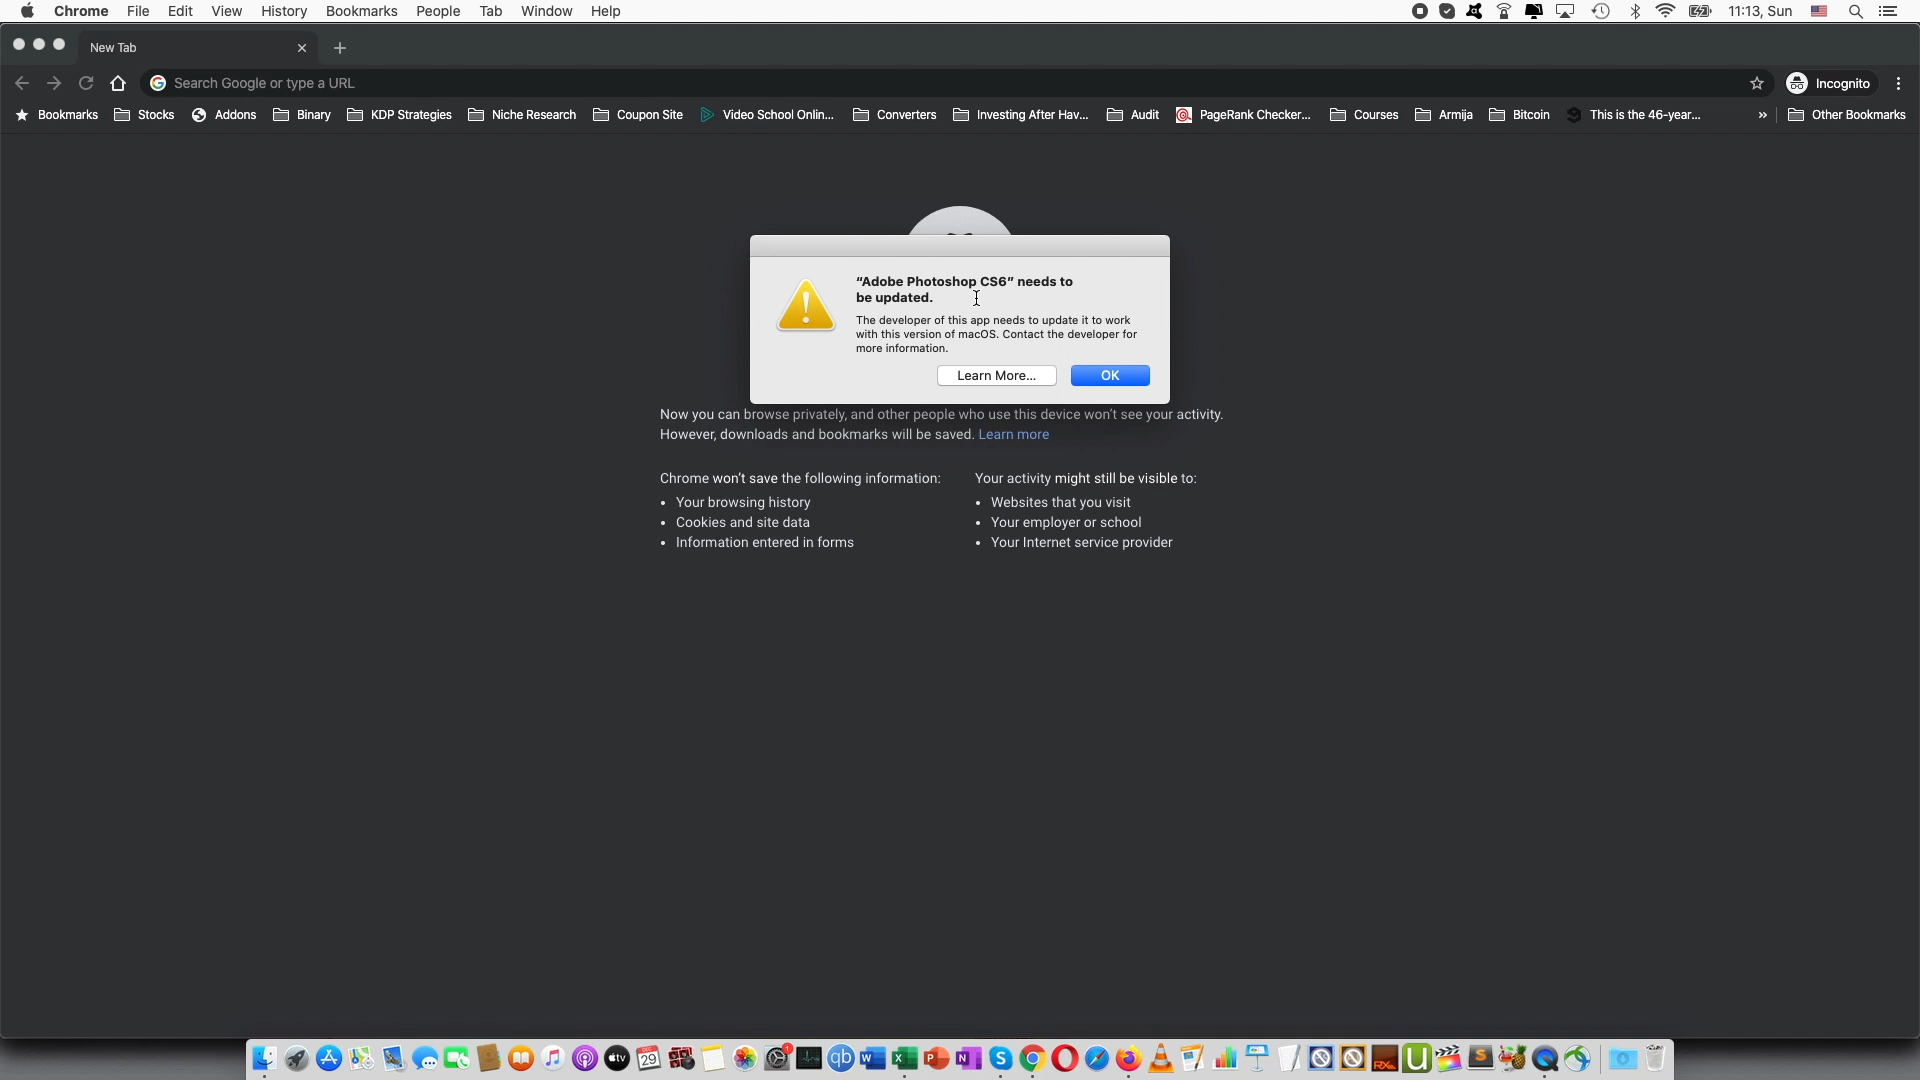 Chrome File Edit View History Bookmarks People Tab Window Help 11:13, Sun
New Tab
Search Google or type a URL Incognito
Bookmarks Stocks Addons Binary KDP Strategies Niche Research Coupon Site Video School Onlin... Converters Investing After Hav... Audit PageRank Checker... Courses Armija Bitcoin This is the 46-year... » Other Bookmarks
“Adobe Photoshop CS6” needs to
be updated.
The developer of this app needs to update it to work
with this version of macOS. Contact the developer for
more information.
Learn More... OK
Now you can browse privately, and other people who use this device won’t see your activity.
However, downloads and bookmarks will be saved. Learn more
Chrome won’t save the following information:
• Your browsing history
• Cookies and site data
• Information entered in forms
Your activity might still be visible to:
• Websites that you visit
• Your employer or school
• Your Internet service provider
tv 29 1 qb W X P N S RX U S